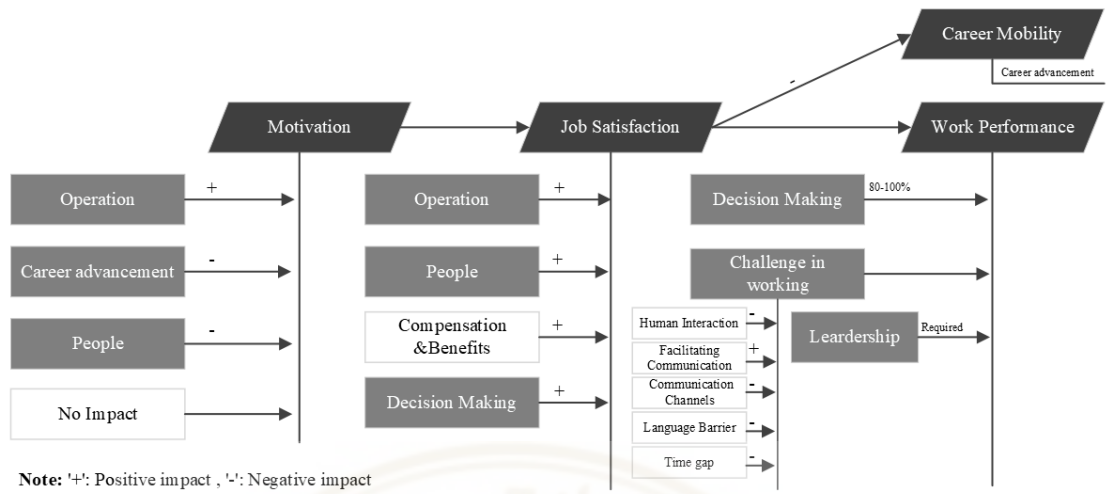 Career Mobility
Career advancement
-
Motivation
Job Satisfaction
Work Performance
Operation
+
Career advancement
-
People
-
No Impact
Operation
+
People
+
Compensation
&Benefits
+
Decision Making
+
Decision Making
80-100%
Challenge in
working
Human Interaction
-
Facilitating
Communication
+
Communication
Channels
-
Language Barrier
-
Time gap
-
Leardership
Required
Note: '+': Positive impact , '-': Negative impact